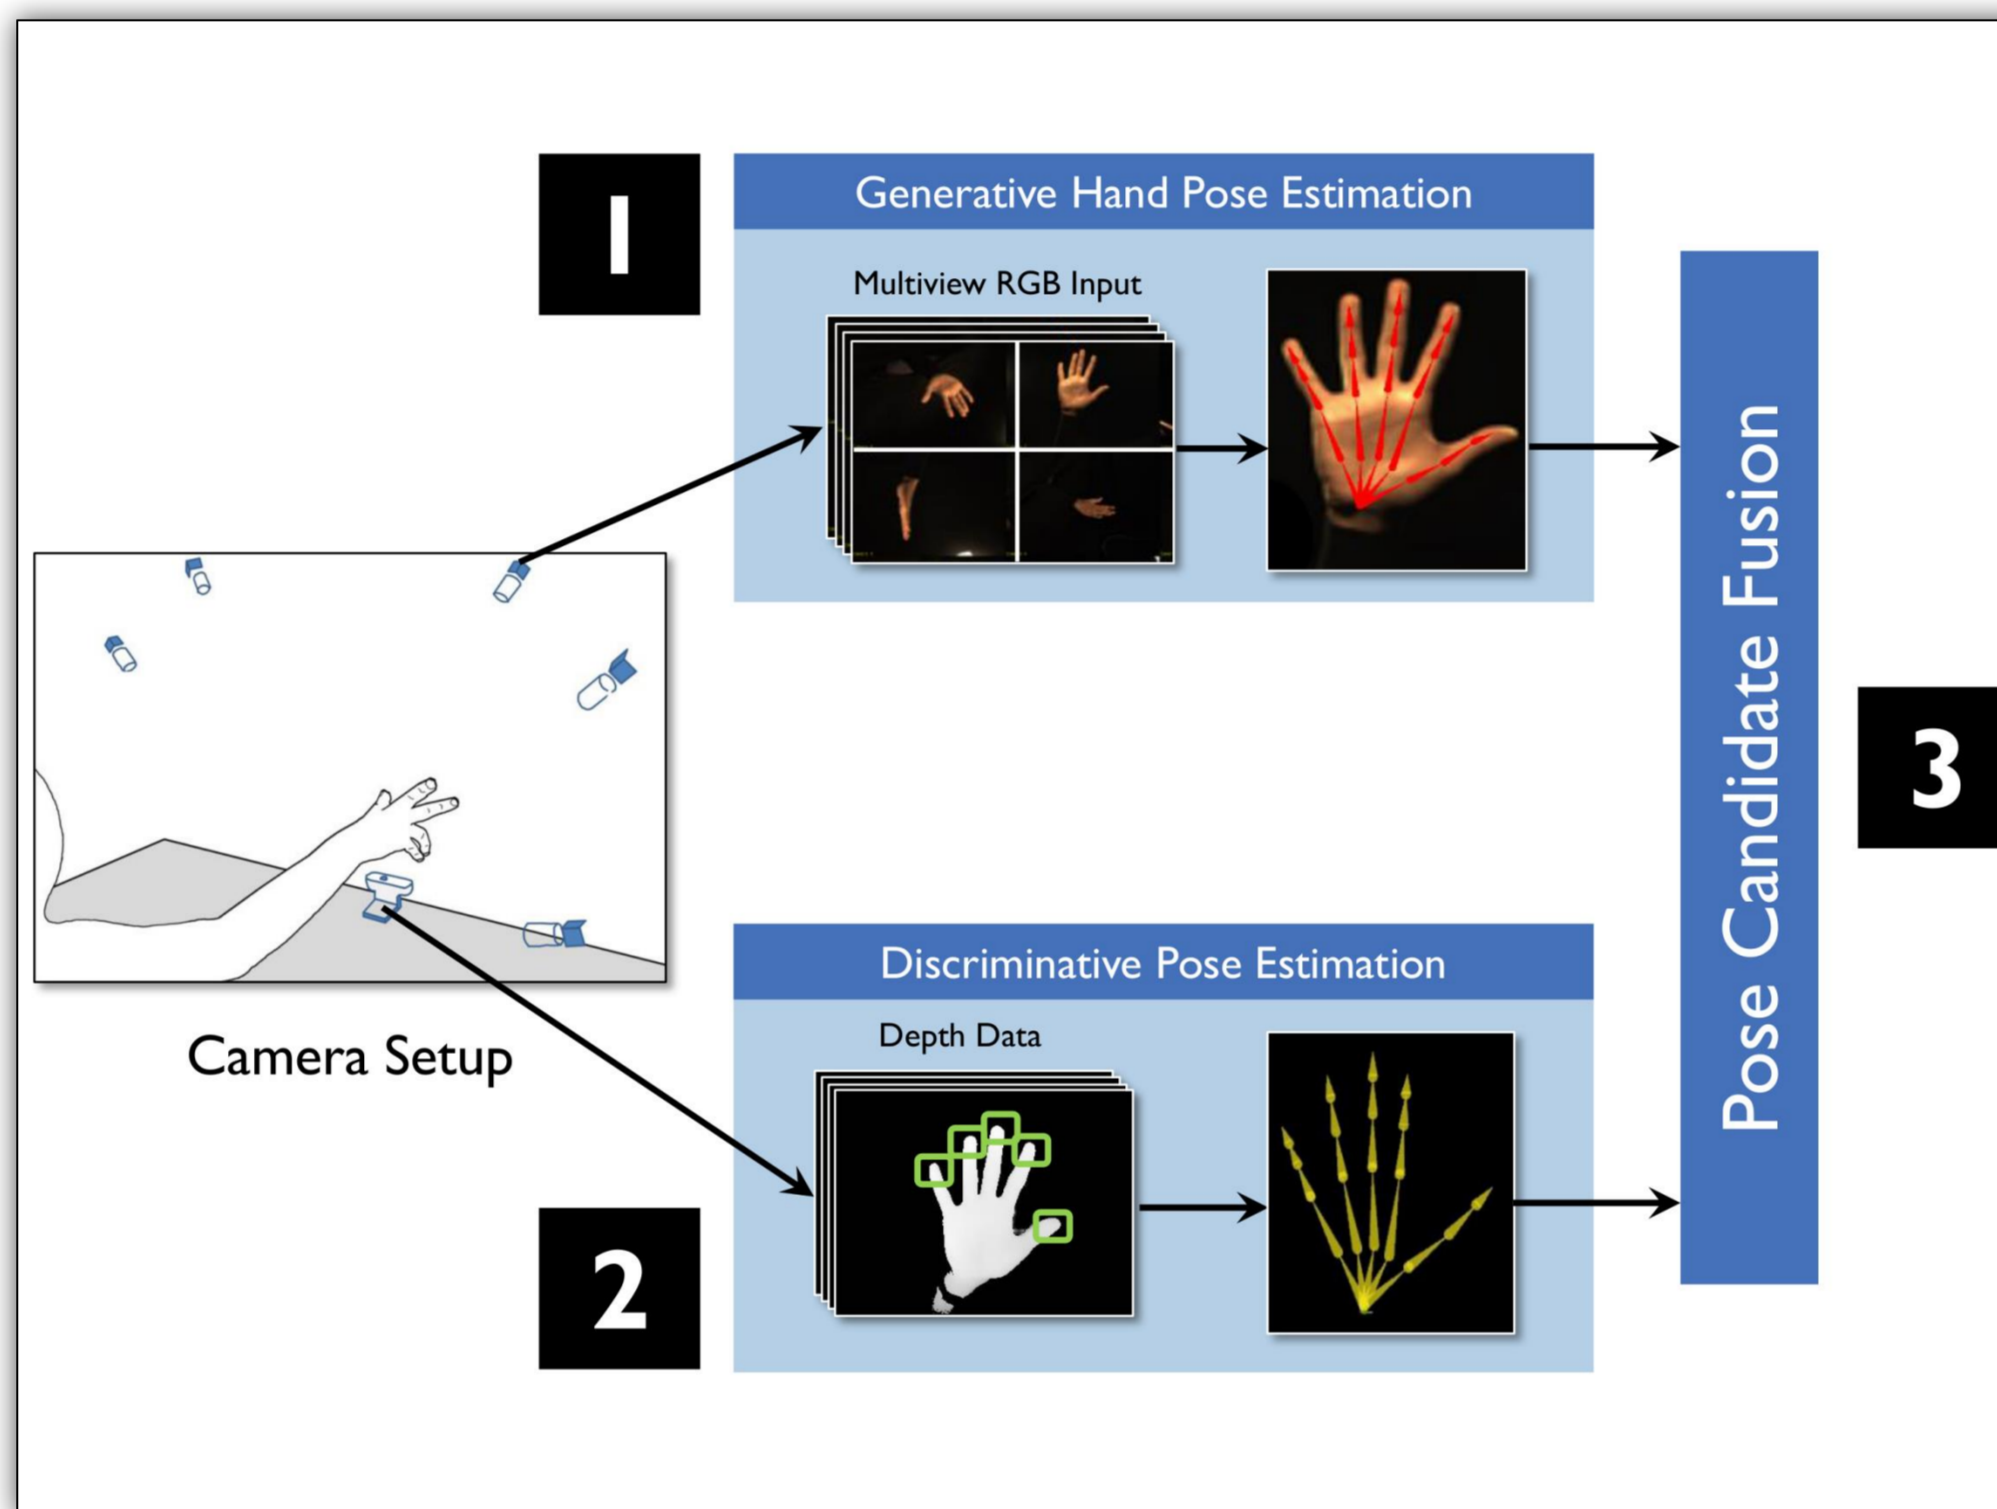 1
Generative Hand Pose Estimation
Multiview RGB Input
Camera Setup
2
Discriminative Pose Estimation
Depth Data
Pose Candidate Fusion
3